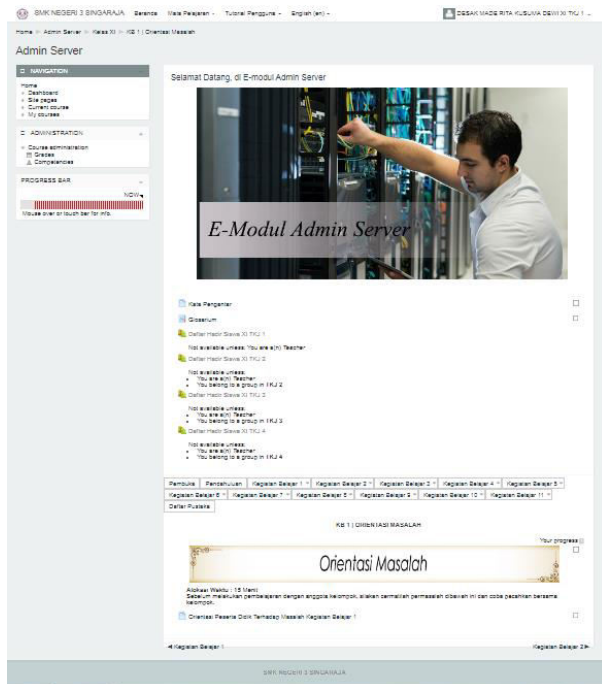 SMK NEGERI 3 SINGARAJA Beranda Mata Pelajaran Tutorial Pengguna English (en)
DESAK MADE RITA KUSUMA DEWI XI TKJ 1
Home Admin Server Kelas XI KB 1 | Orientasi Masalah
Admin Server
NAVIGATION
Home
Dashboard
Site pages
Current course
My courses
ADMINISTRATION
Course administration
Grades
Competencies
PROGRESS BAR
NOW
Mouse over or touch bar for info.
Selamat Datang, di E-modul Admin Server
E-Modul Admin Server
Kata Pengantar
Glosarium
Daftar Hadir Siswa XI TKJ 1
Not available unless: You are a(n) Teacher
Daftar Hadir Siswa XI TKJ 2
Not available unless:
You are a(n) Teacher
You belong to a group in TKJ 2
Daftar Hadir Siswa XI TKJ 3
Not available unless:
You are a(n) Teacher
You belong to a group in TKJ 3
Daftar Hadir Siswa XI TKJ 4
Not available unless:
You are a(n) Teacher
You belong to a group in TKJ 4
Pembuka Pendahuluan Kegiatan Belajar 1 Kegiatan Belajar 2 Kegiatan Belajar 3 Kegiatan Belajar 4 Kegiatan Belajar 5
Kegiatan Belajar 6 Kegiatan Belajar 7 Kegiatan Belajar 8 Kegiatan Belajar 9 Kegiatan Belajar 10 Kegiatan Belajar 11
Daftar Pustaka
KB 1 | ORIENTASI MASALAH
Your progress
Orientasi Masalah
Alokasi Waktu : 15 Menit
Sebelum melakukan pembelajaran dengan anggota kelompok, silakan cermatilah permasalah dibawah ini dan coba pecahkan bersama
kelompok.
Orientasi Peserta Didik Terhadap Masalah Kegiatan Belajar 1
Kegiatan Belajar 1
Kegiatan Belajar 2
SMK NEGERI 3 SINGARAJA